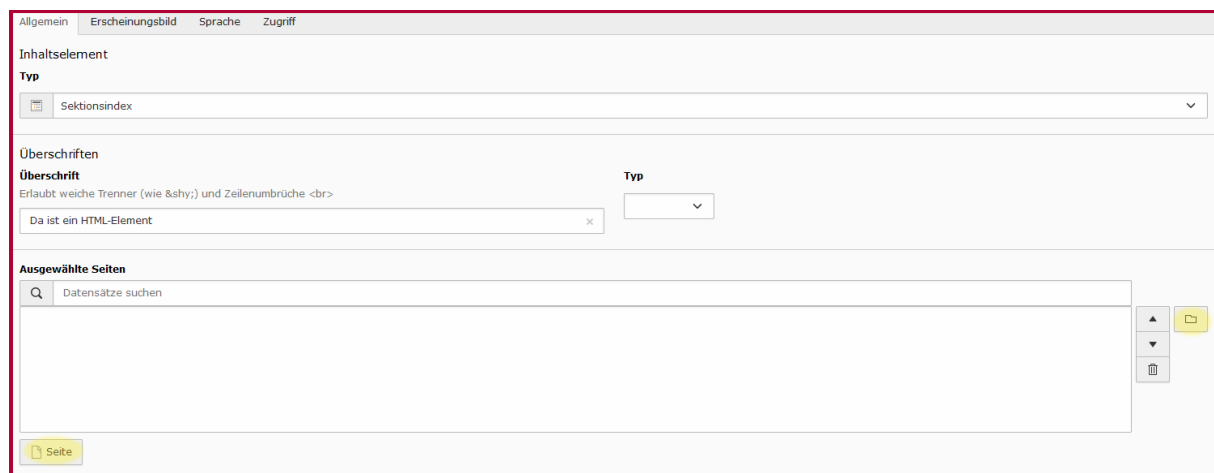 Allgemein Erscheinungsbild Sprache Zugriff
Inhaltselement
Typ
Sektionsindex
Überschriften
Überschrift Typ
Erlaubt weiche Trenner (wie &shy;) und Zeilenumbrüche <br>
Da ist ein HTML-Element
Ausgewählte Seiten
Datensätze suchen
Seite